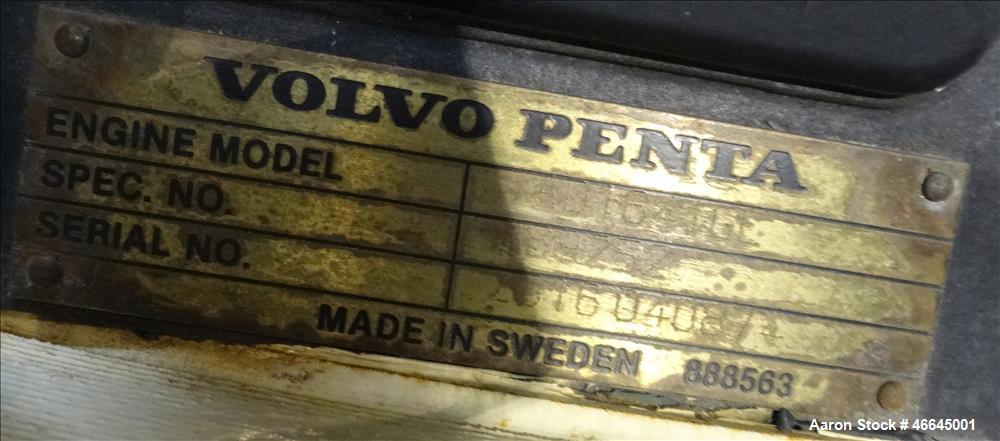 VOLVO PENTA
ENGINE MODEL
SPEC. NO.
SERIAL NO.
MADE IN SWEDEN 888563
Aaron Stock # 46645001